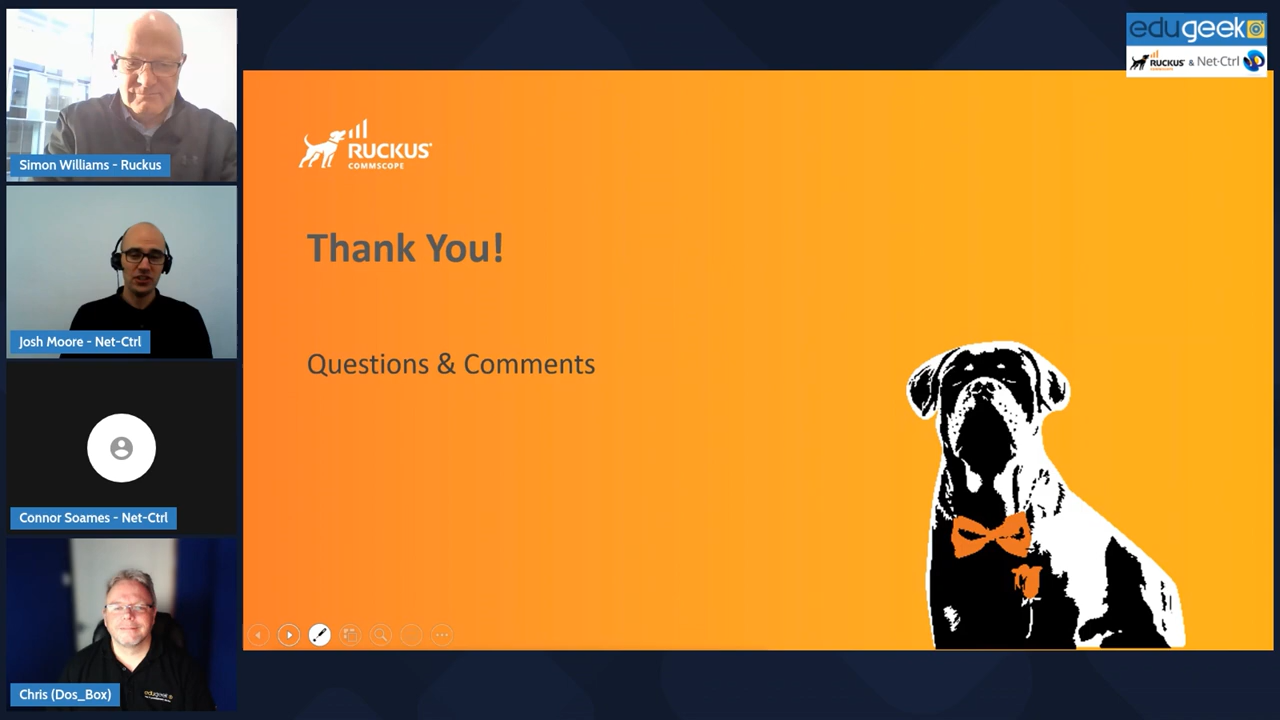 Simon Williams - Ruckus
Josh Moore - Net-Ctrl
Connor Soames - Net-Ctrl
Chris (Dos_Box)
edugeek
RUCKUS & Net-Ctrl
RUCKUS
COMMSCOPE
Thank You!
Questions & Comments
edugeek